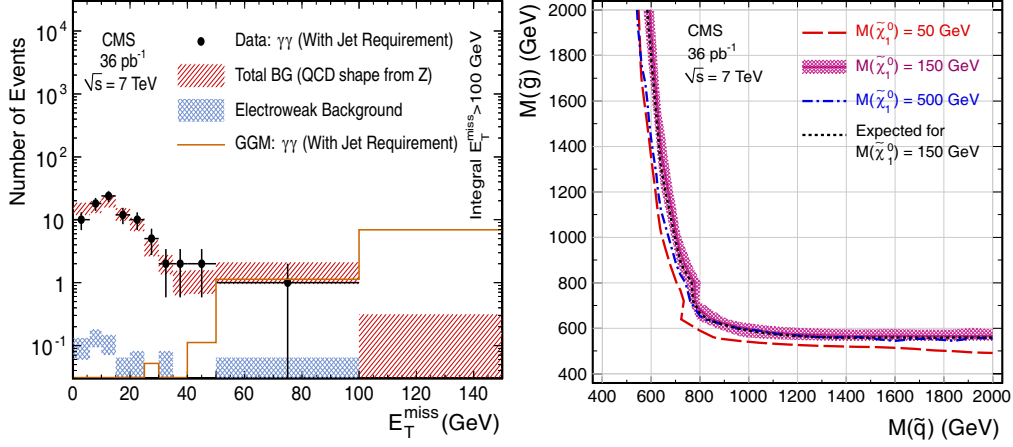 Number of Events
10⁴
10³
10²
10
1
10⁻¹
CMS
36 pb⁻¹
√s = 7 TeV
Data: γγ (With Jet Requirement)
Total BG (QCD shape from Z)
Electroweak Background
GGM: γγ (With Jet Requirement)
Integral E_T^miss>100 GeV
0 20 40 60 80 100 120 140
E_T^miss(GeV)
M(g̃) (GeV)
2000
1800
1600
1400
1200
1000
800
600
400
CMS
36 pb⁻¹
√s = 7 TeV
M(χ̃₁⁰) = 50 GeV
M(χ̃₁⁰) = 150 GeV
M(χ̃₁⁰) = 500 GeV
Expected for
M(χ̃₁⁰) = 150 GeV
400 600 800 1000 1200 1400 1600 1800 2000
M(q̃) (GeV)